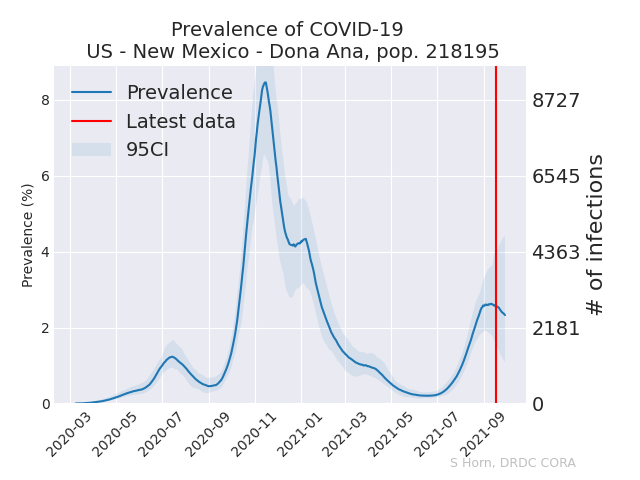 Prevalence of COVID-19
US - New Mexico - Dona Ana, pop. 218195
Prevalence
Latest data
95CI
Prevalence (%)
8
6
4
2
0
8727
6545
4363
2181
0
# of infections
2020-03
2020-05
2020-07
2020-09
2020-11
2021-01
2021-03
2021-05
2021-07
2021-09
S Horn, DRDC CORA